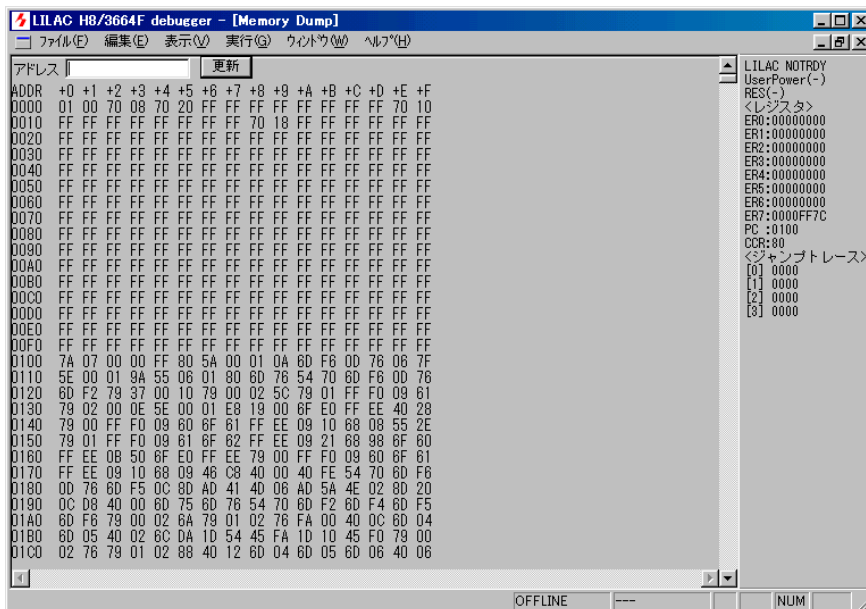 LILAC H8/3664F debugger - [Memory Dump]
ファイル(F) 編集(E) 表示(V) 実行(G) ウィンドウ(W) ヘルプ(H)
アドレス 更新
ADDR +0 +1 +2 +3 +4 +5 +6 +7 +8 +9 +A +B +C +D +E +F
0000 01 00 70 08 70 20 FF FF FF FF FF FF FF FF 70 10
0010 FF FF FF FF FF FF FF FF 70 18 FF FF FF FF FF FF
0020 FF FF FF FF FF FF FF FF FF FF FF FF FF FF FF FF
0030 FF FF FF FF FF FF FF FF FF FF FF FF FF FF FF FF
0040 FF FF FF FF FF FF FF FF FF FF FF FF FF FF FF FF
0050 FF FF FF FF FF FF FF FF FF FF FF FF FF FF FF FF
0060 FF FF FF FF FF FF FF FF FF FF FF FF FF FF FF FF
0070 FF FF FF FF FF FF FF FF FF FF FF FF FF FF FF FF
0080 FF FF FF FF FF FF FF FF FF FF FF FF FF FF FF FF
0090 FF FF FF FF FF FF FF FF FF FF FF FF FF FF FF FF
00A0 FF FF FF FF FF FF FF FF FF FF FF FF FF FF FF FF
00B0 FF FF FF FF FF FF FF FF FF FF FF FF FF FF FF FF
00C0 FF FF FF FF FF FF FF FF FF FF FF FF FF FF FF FF
00D0 FF FF FF FF FF FF FF FF FF FF FF FF FF FF FF FF
00E0 FF FF FF FF FF FF FF FF FF FF FF FF FF FF FF FF
00F0 FF FF FF FF FF FF FF FF FF FF FF FF FF FF FF FF
0100 7A 07 00 00 FF 80 5A 00 01 0A 6D F6 0D 76 06 7F
0110 5E 00 01 9A 55 06 01 80 6D 76 54 70 6D F6 0D 76
0120 6D F2 79 37 00 10 79 00 02 5C 79 01 FF F0 09 61
0130 79 02 00 0E 5E 00 01 E8 19 00 6F E0 FF EE 40 28
0140 79 00 FF F0 09 60 6F 61 FF EE 09 10 68 08 55 2E
0150 79 01 FF F0 09 61 6F 62 FF EE 09 21 68 98 6F 60
0160 FF EE 0B 50 6F E0 FF EE 79 00 FF F0 09 60 6F 61
0170 FF EE 09 10 68 09 46 C8 40 00 40 FE 54 70 6D F6
0180 0D 76 6D F5 0C 8D AD 41 4D 06 AD 5A 4E 02 8D 20
0190 0C D8 40 00 6D 75 6D 76 54 70 6D F2 6D F4 6D F5
01A0 6D F6 79 00 02 6A 79 01 02 76 FA 00 40 0C 6D 04
01B0 6D 05 40 02 6C DA 1D 54 45 FA 1D 10 45 F0 79 00
01C0 02 76 79 01 02 88 40 12 6D 04 6D 05 6D 06 40 06
LILAC NOTRDY
UserPower(-)
RES(-)
<レジスタ>
ER0:00000000
ER1:00000000
ER2:00000000
ER3:00000000
ER4:00000000
ER5:00000000
ER6:00000000
ER7:0000FF7C
PC :0100
CCR:80
<ジャンプトレース>
[0] 0000
[1] 0000
[2] 0000
[3] 0000
OFFLINE --- NUM